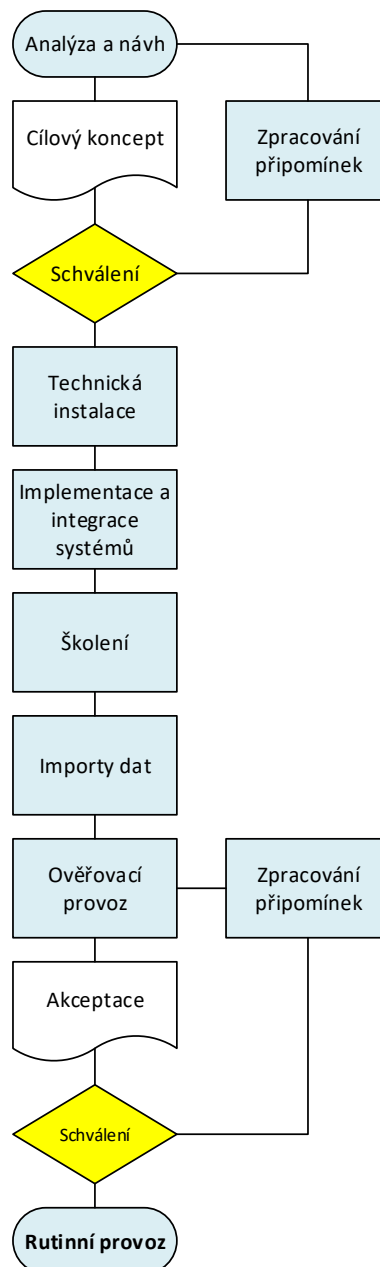 Analýza a návh
Cílový koncept
Zpracování
připomínek
Schválení
Technická
instalace
Implementace a
integrace
systémů
Školení
Importy dat
Ověřovací
provoz
Zpracování
připomínek
Akceptace
Schválení
Rutinní provoz